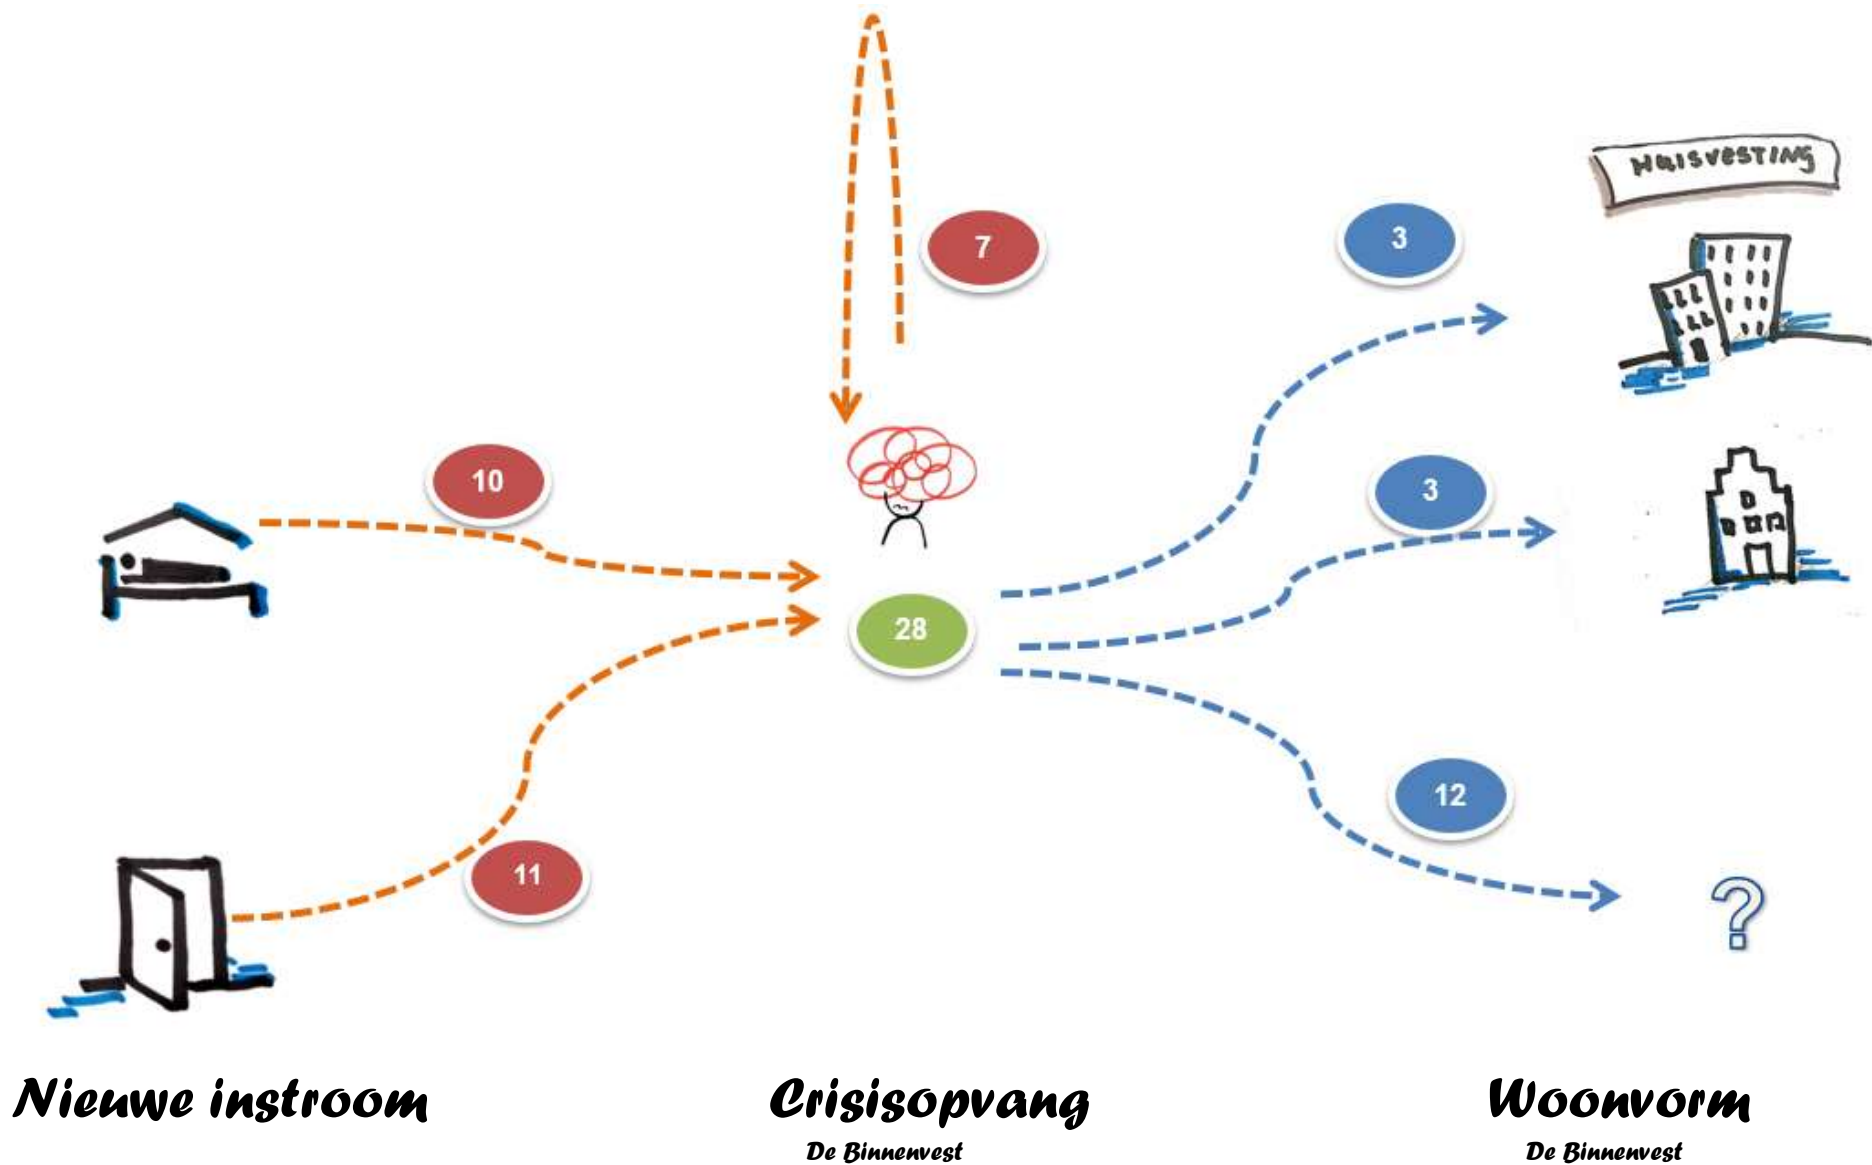 HUISVESTING
7
3
10
3
28
12
11
?
Nieuwe instroom
Crisisopvang
Woonvorm
De Binnenvest
De Binnenvest